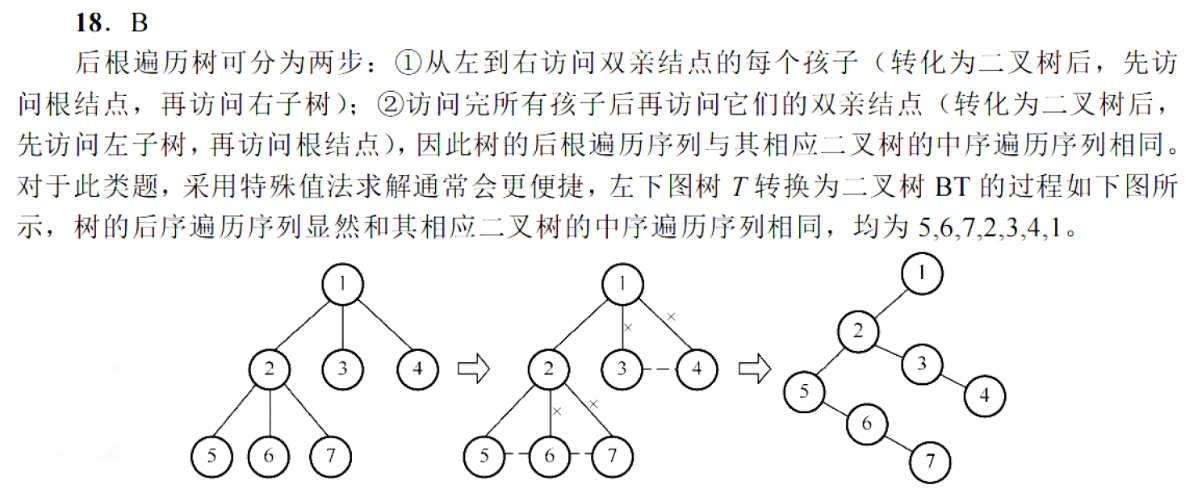 18. B
后根遍历树可分为两步：①从左到右访问双亲结点的每个孩子（转化为二叉树后，先访
问根结点，再访问右子树）；②访问完所有孩子后再访问它们的双亲结点（转化为二叉树后，
先访问左子树，再访问根结点），因此树的后根遍历序列与其相应二叉树的中序遍历序列相同。
对于此类题，采用特殊值法求解通常会更便捷，左下图树 T 转换为二叉树 BT 的过程如下图所
示，树的后序遍历序列显然和其相应二叉树的中序遍历序列相同，均为 5,6,7,2,3,4,1。
1
2 3 4
5 6 7
1
× ×
2 3 4
× ×
5 6 7
1
2
3
5 4
6
7